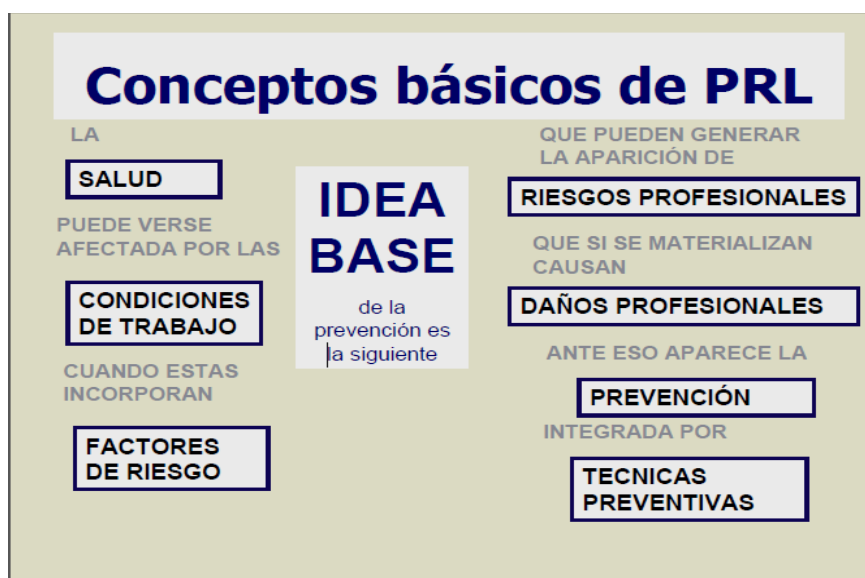 Conceptos básicos de PRL
LA
SALUD
PUEDE VERSE
AFECTADA POR LAS
CONDICIONES
DE TRABAJO
CUANDO ESTAS
INCORPORAN
FACTORES
DE RIESGO
IDEA
BASE
de la
prevención es
la siguiente
QUE PUEDEN GENERAR
LA APARICIÓN DE
RIESGOS PROFESIONALES
QUE SI SE MATERIALIZAN
CAUSAN
DAÑOS PROFESIONALES
ANTE ESO APARECE LA
PREVENCIÓN
INTEGRADA POR
TECNICAS
PREVENTIVAS